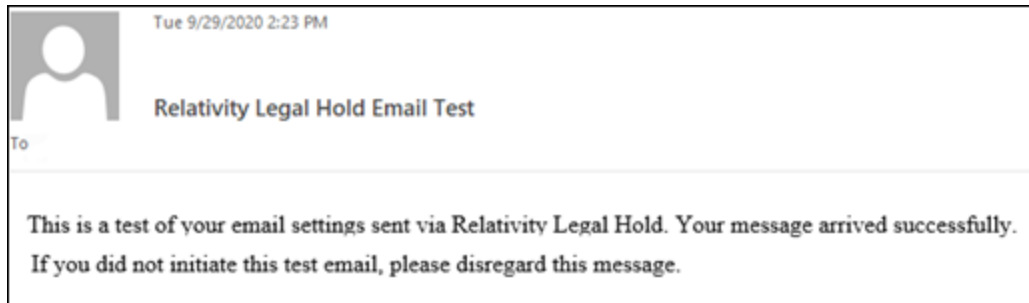 Tue 9/29/2020 2:23 PM
Relativity Legal Hold Email Test
To
This is a test of your email settings sent via Relativity Legal Hold. Your message arrived successfully.
If you did not initiate this test email, please disregard this message.